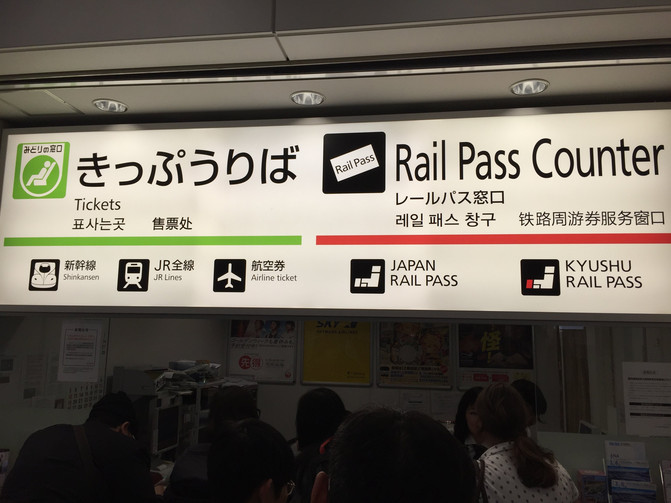 みどりの窓口
きっぷうりば
Tickets
표사는곳 售票处
新幹線
Shinkansen
JR全線
JR Lines
航空券
Airline ticket
Rail Pass
Rail Pass Counter
レールパス窓口
레일 패스 창구 铁路周游券服务窗口
JAPAN
RAIL PASS
KYUSHU
RAIL PASS